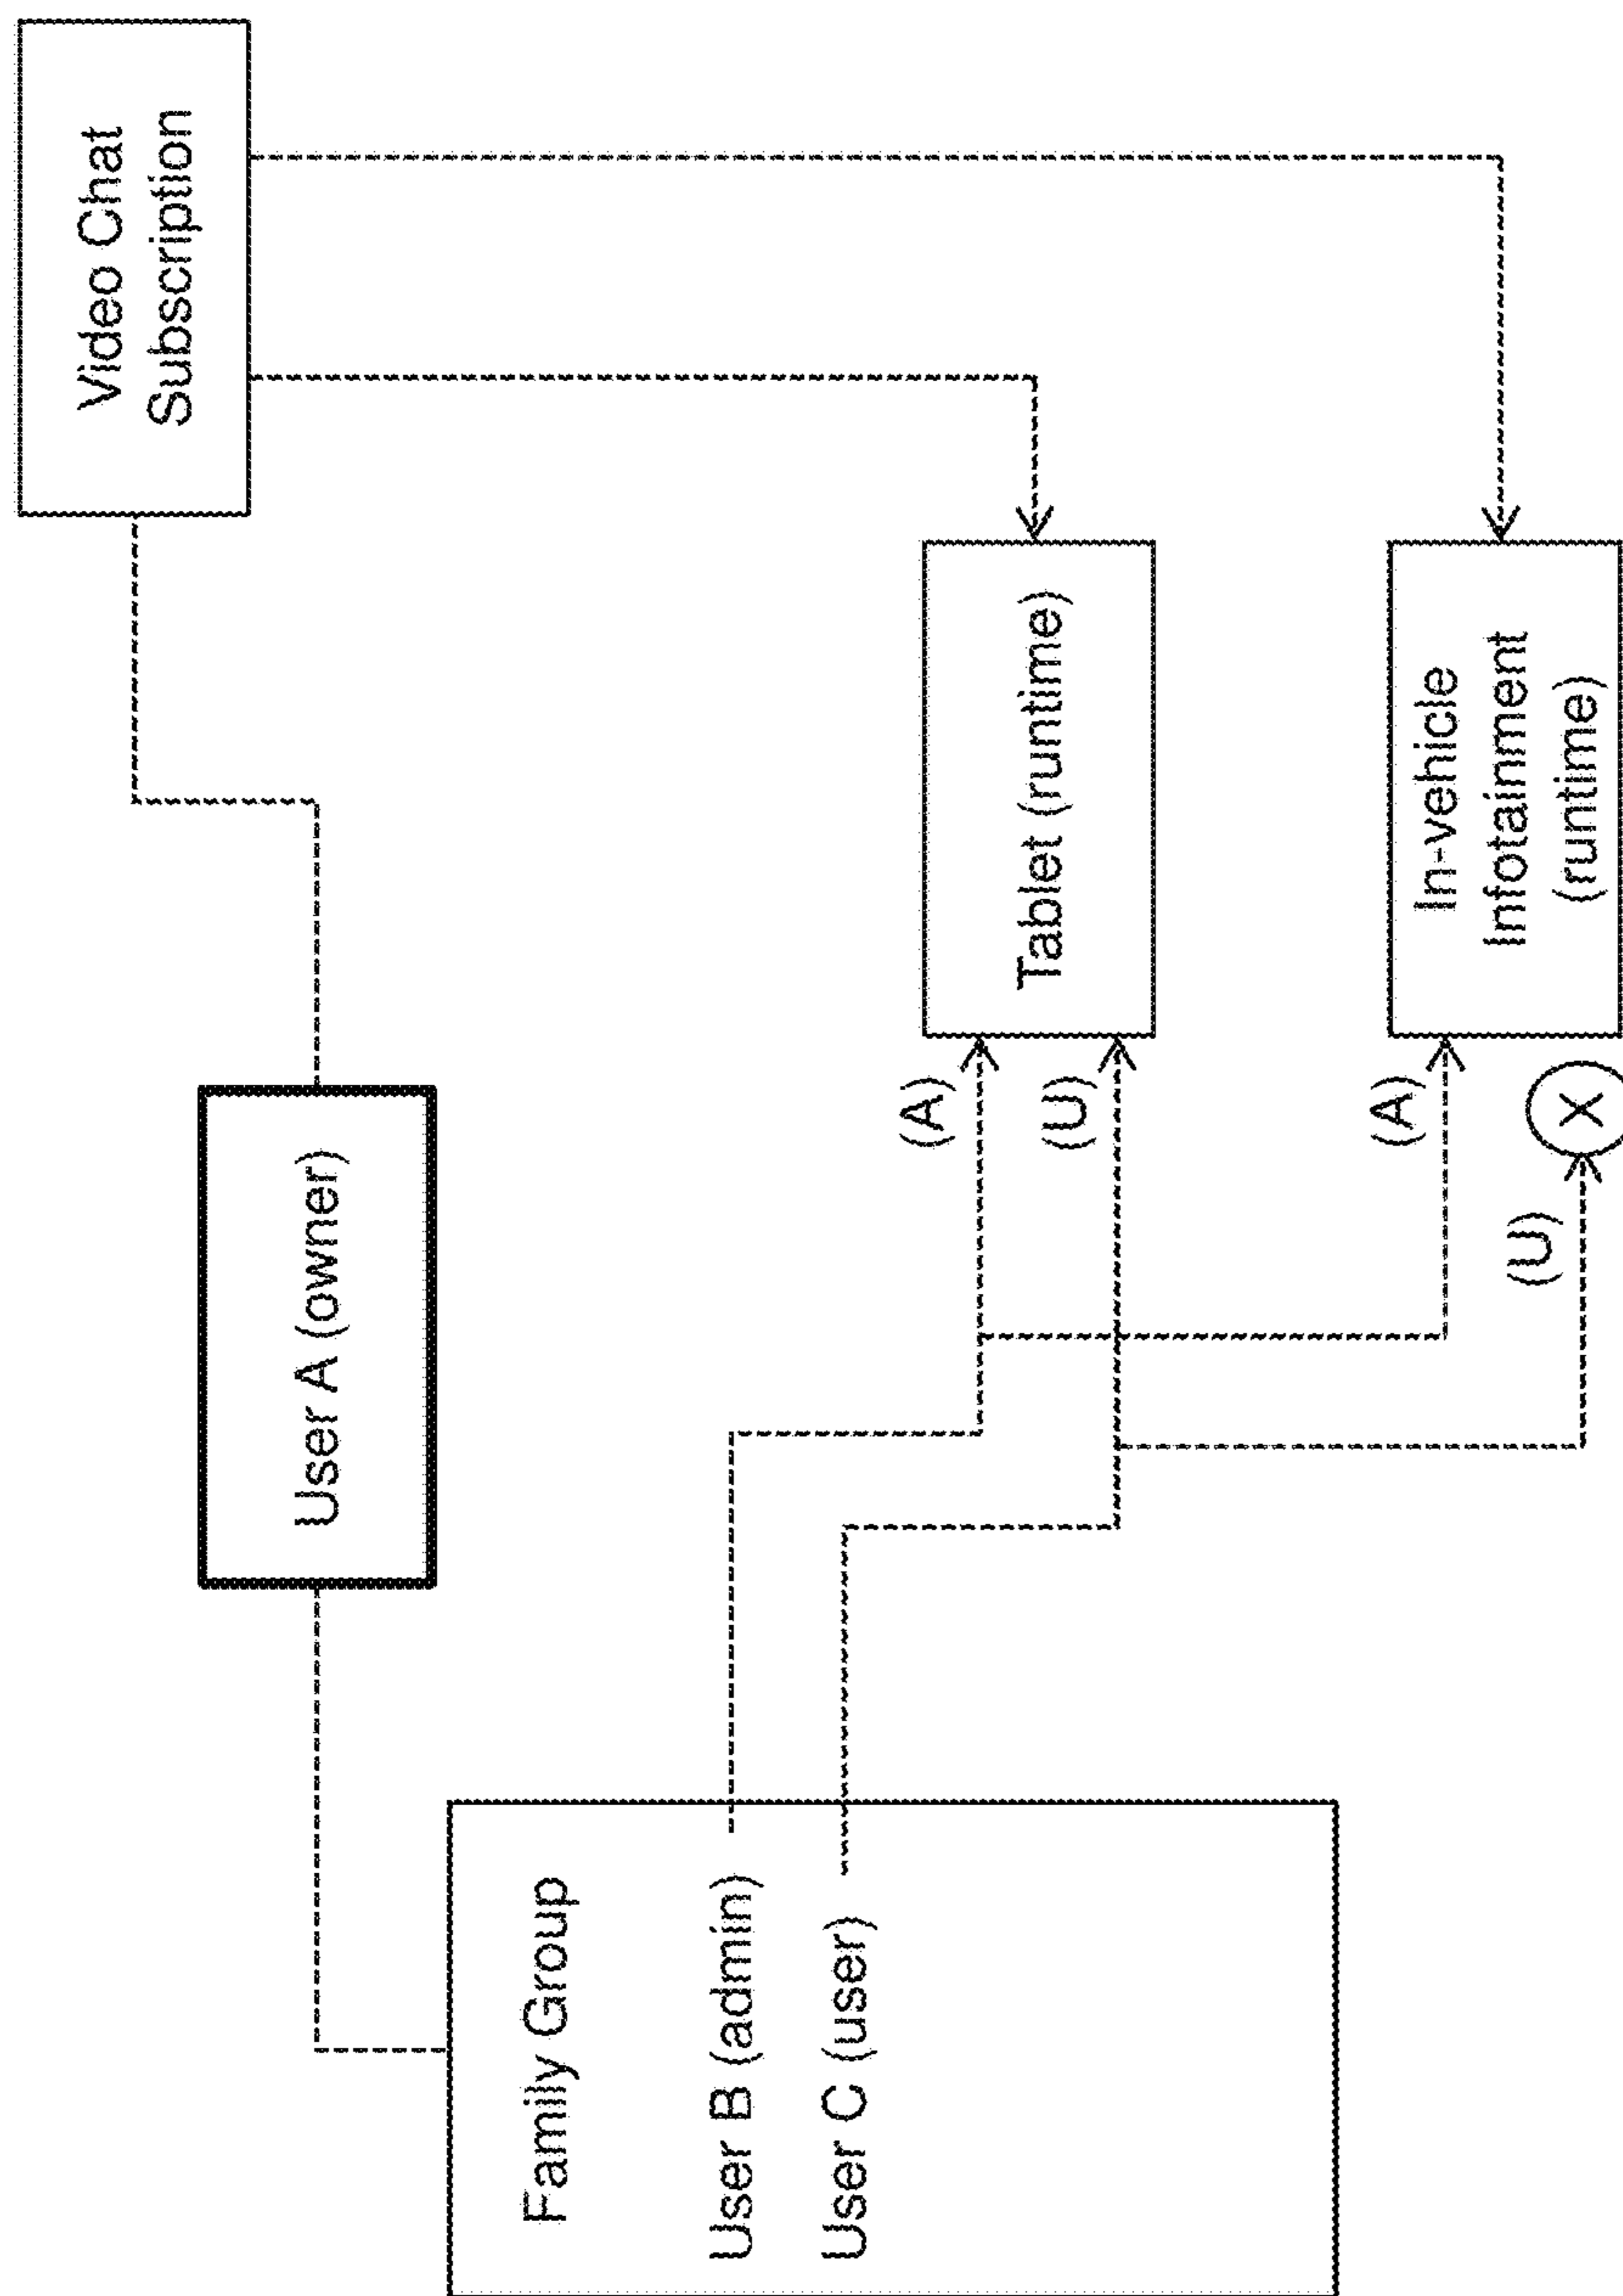 Video Chat
Subscription
User A (owner)
Family Group
User B (admin)
User C (user)
(A)
(U)
Tablet (runtime)
(A)
(U)
X
In-vehicle
Infotainment
(runtime)